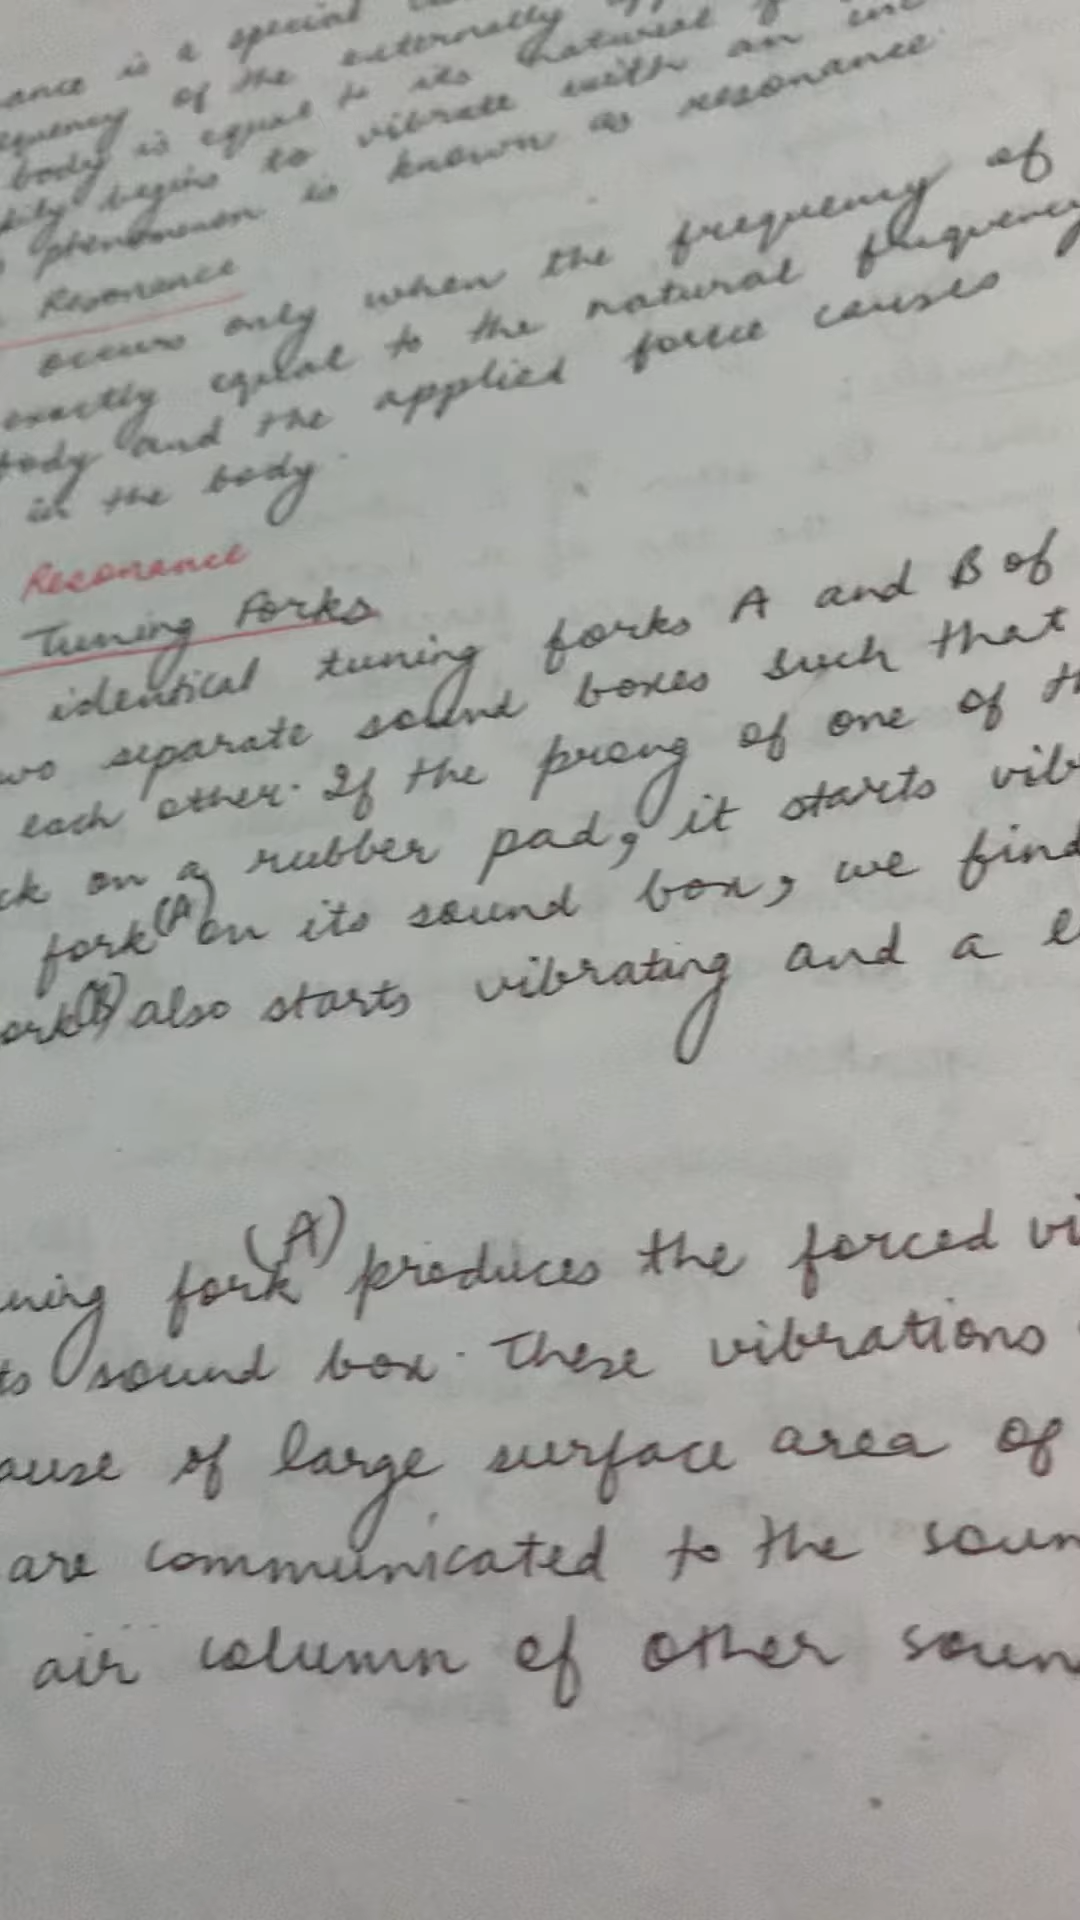 ance is a special
of the externally
body is equal to its natural
begins to vibrate with an
phenomenon is known as resonance
Resonance
occurs only when the frequency of
exactly equal to the natural frequency
body and the applied force causes
in the body.
Resonance
Tuning Forks
identical tuning forks A and B of
wo separate sound boxes such that
each other. If the prong of one of th
ck on a rubber pad, it starts vib
fork (A) on its sound box, we find
ork (B) also starts vibrating and a
ning fork (A) produces the forced vi
ts sound box. These vibrations
ause of large surface area of
are communicated to the soun
air column of other soun